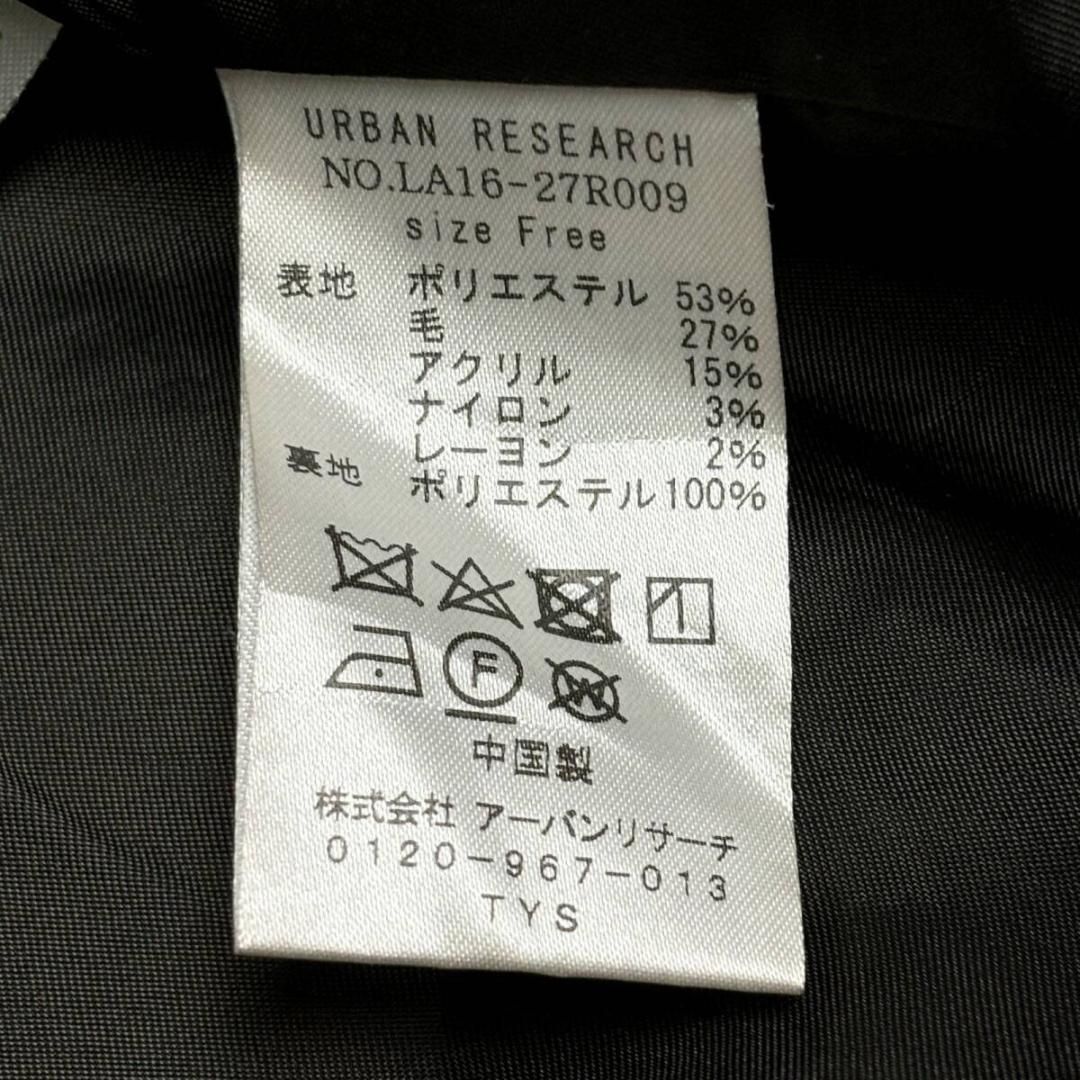 URBAN RESEARCH
NO.LA16-27R009
size Free
表地 ポリエステル 53%
毛 27%
アクリル 15%
ナイロン 3%
レーヨン 2%
裏地 ポリエステル100%
F
W
中国製
株式会社 アーバンリサーチ
0120-967-013
TYS